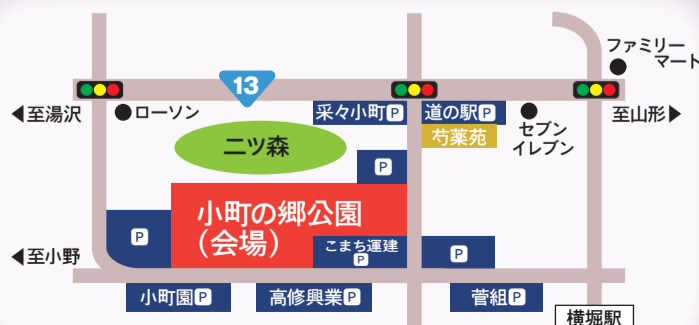 ファミリー
マート
13
◀至湯沢
ローソン
采々小町P
道の駅P
セブン
イレブン
至山形▶
芍薬苑
二ツ森
P
小町の郷公園
(会場)
P
こまち運建
P
P
◀至小野
小町園P
高修興業P
菅組P
横堀駅